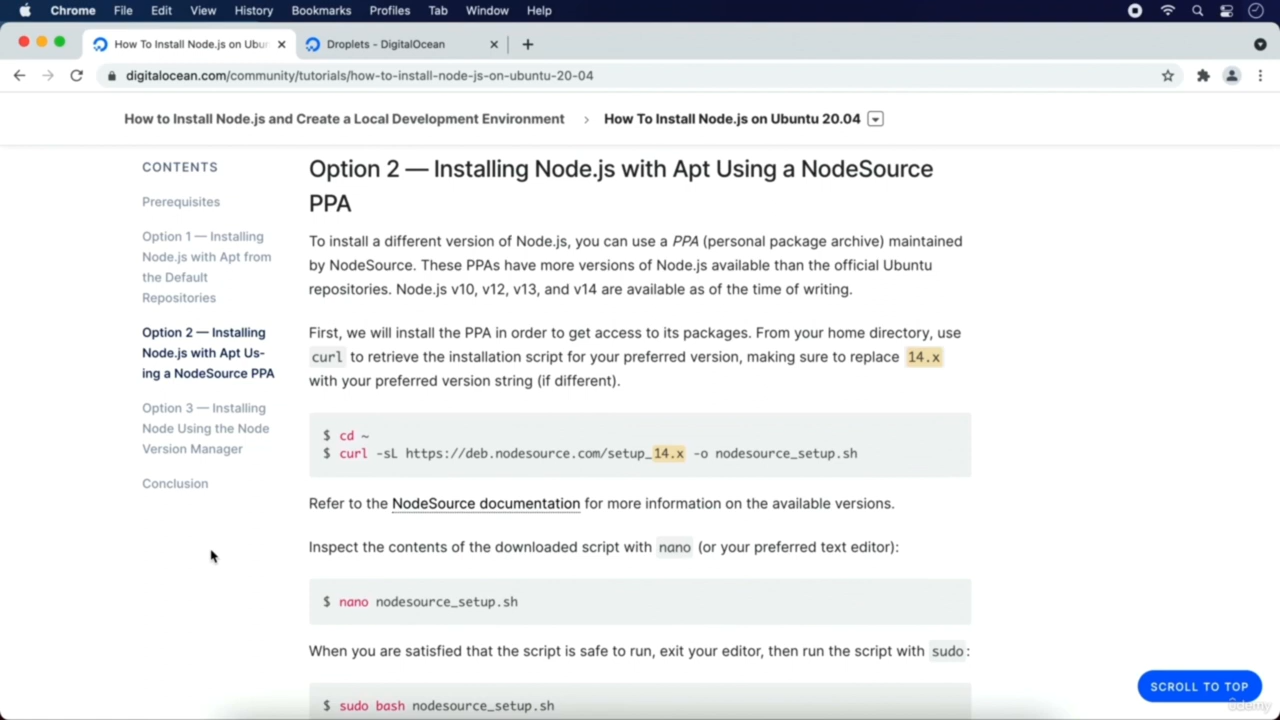 Chrome File Edit View History Bookmarks Profiles Tab Window Help
How To Install Node.js on Ubun
Droplets - DigitalOcean
digitalocean.com/community/tutorials/how-to-install-node-js-on-ubuntu-20-04
How to Install Node.js and Create a Local Development Environment > How To Install Node.js on Ubuntu 20.04
CONTENTS
Prerequisites
Option 1 — Installing
Node.js with Apt from
the Default
Repositories
Option 2 — Installing
Node.js with Apt Us-
ing a NodeSource PPA
Option 3 — Installing
Node Using the Node
Version Manager
Conclusion
Option 2 — Installing Node.js with Apt Using a NodeSource
PPA
To install a different version of Node.js, you can use a PPA (personal package archive) maintained
by NodeSource. These PPAs have more versions of Node.js available than the official Ubuntu
repositories. Node.js v10, v12, v13, and v14 are available as of the time of writing.
First, we will install the PPA in order to get access to its packages. From your home directory, use
curl to retrieve the installation script for your preferred version, making sure to replace 14.x
with your preferred version string (if different).
$ cd ~
$ curl -sL https://deb.nodesource.com/setup_14.x -o nodesource_setup.sh
Refer to the NodeSource documentation for more information on the available versions.
Inspect the contents of the downloaded script with nano (or your preferred text editor):
$ nano nodesource_setup.sh
When you are satisfied that the script is safe to run, exit your editor, then run the script with sudo:
$ sudo bash nodesource_setup.sh
SCROLL TO TOP
ûdemy